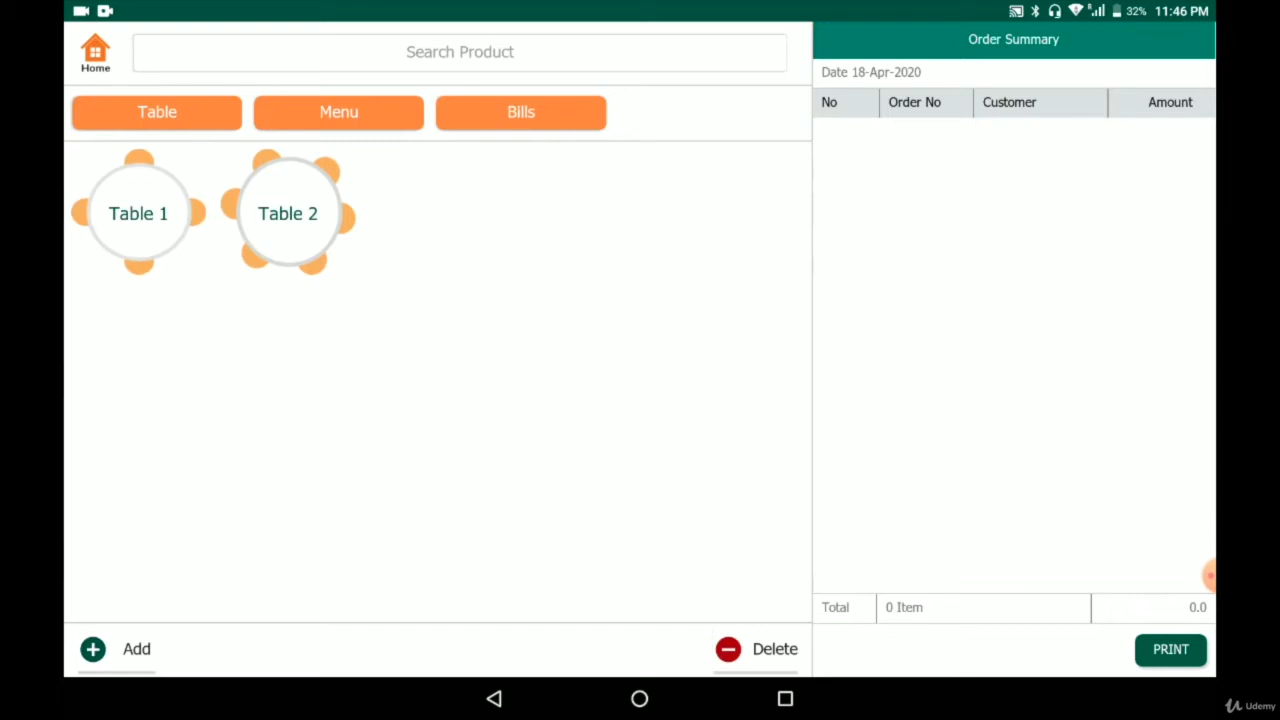 32% 11:46 PM
Home
Search Product
Order Summary
Date 18-Apr-2020
No Order No Customer Amount
Table Menu Bills
Table 1 Table 2
Total 0 Item 0.0
Add Delete
PRINT
Udemy